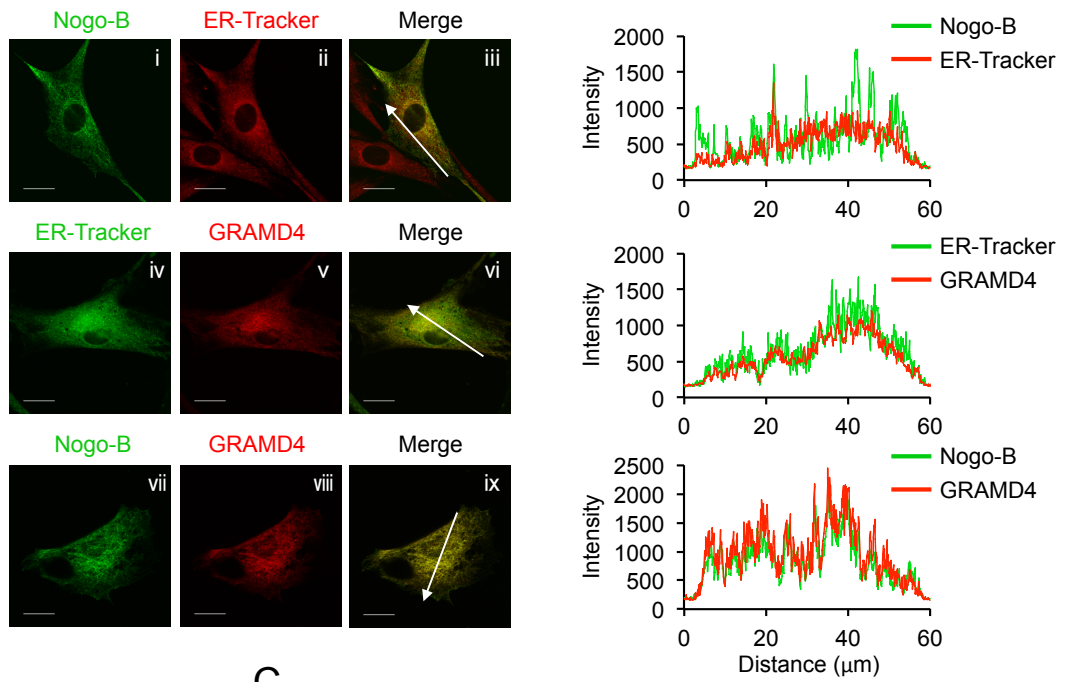 Nogo-B ER-Tracker Merge
i ii iii
ER-Tracker GRAMD4 Merge
iv v vi
Nogo-B GRAMD4 Merge
vii viii ix
C
Nogo-B
ER-Tracker
Intensity
2000
1500
1000
500
0
0 20 40 60
ER-Tracker
GRAMD4
Intensity
2000
1500
1000
500
0
0 20 40 60
Nogo-B
GRAMD4
Intensity
2500
2000
1500
1000
500
0
0 20 40 60
Distance (μm)